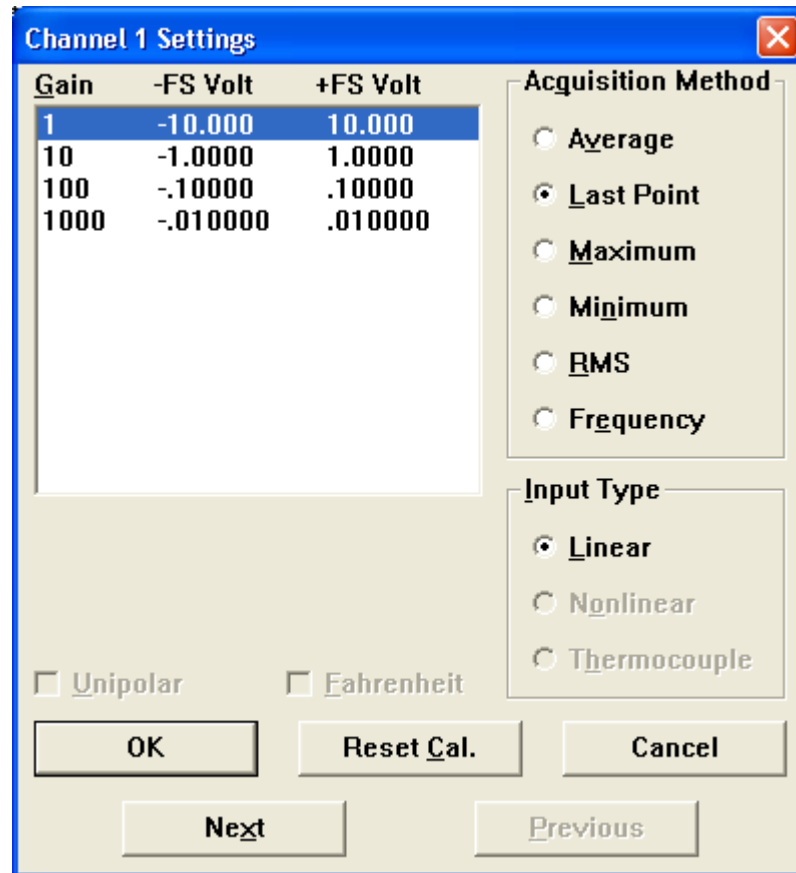 Channel 1 Settings
Gain -FS Volt +FS Volt
1 -10.000 10.000
10 -1.0000 1.0000
100 -.10000 .10000
1000 -.010000 .010000
Acquisition Method
Average
Last Point
Maximum
Minimum
RMS
Frequency
Input Type
Linear
Nonlinear
Thermocouple
Unipolar Fahrenheit
OK Reset Cal. Cancel
Next Previous